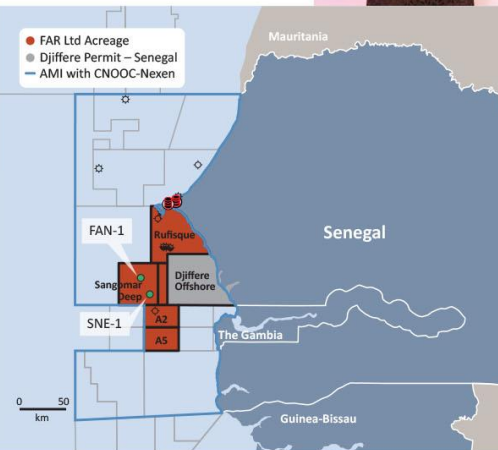 Mauritania
FAR Ltd Acreage
Djiffere Permit – Senegal
AMI with CNOOC-Nexen
FAN-1
Rufisque
Senegal
Sangomar
Deep
Djiffere
Offshore
SNE-1
A2
The Gambia
A5
0 50
km
Guinea-Bissau